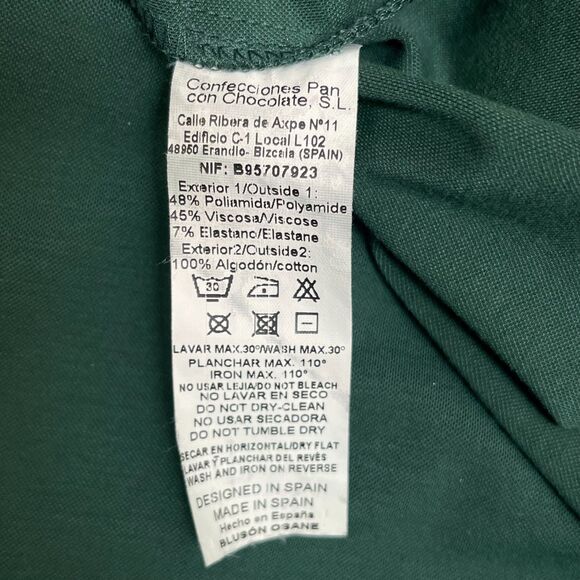 Confecciones Pan
con Chocolate, S.L.
Calle Ribera de Axpe Nº11
Edificio C-1 Local L102
48950 Erandio- Bizcaia (SPAIN)
NIF: B95707923
Exterior 1/Outside 1:
48% Poliamida/Polyamide
45% Viscosa/Viscose
7% Elastano/Elastane
Exterior2/Outside2:
100% Algodón/cotton
30
LAVAR MAX.30º/WASH MAX.30º
PLANCHAR MAX. 110º
IRON MAX. 110º
NO USAR LEJIA/DO NOT BLEACH
NO LAVAR EN SECO
DO NOT DRY-CLEAN
NO USAR SECADORA
DO NOT TUMBLE DRY
SECAR EN HORIZONTAL/DRY FLAT
LAVAR Y PLANCHAR DEL REVÉS
WASH AND IRON ON REVERSE
DESIGNED IN SPAIN
MADE IN SPAIN
Hecho en España
BLUSÓN OSANE